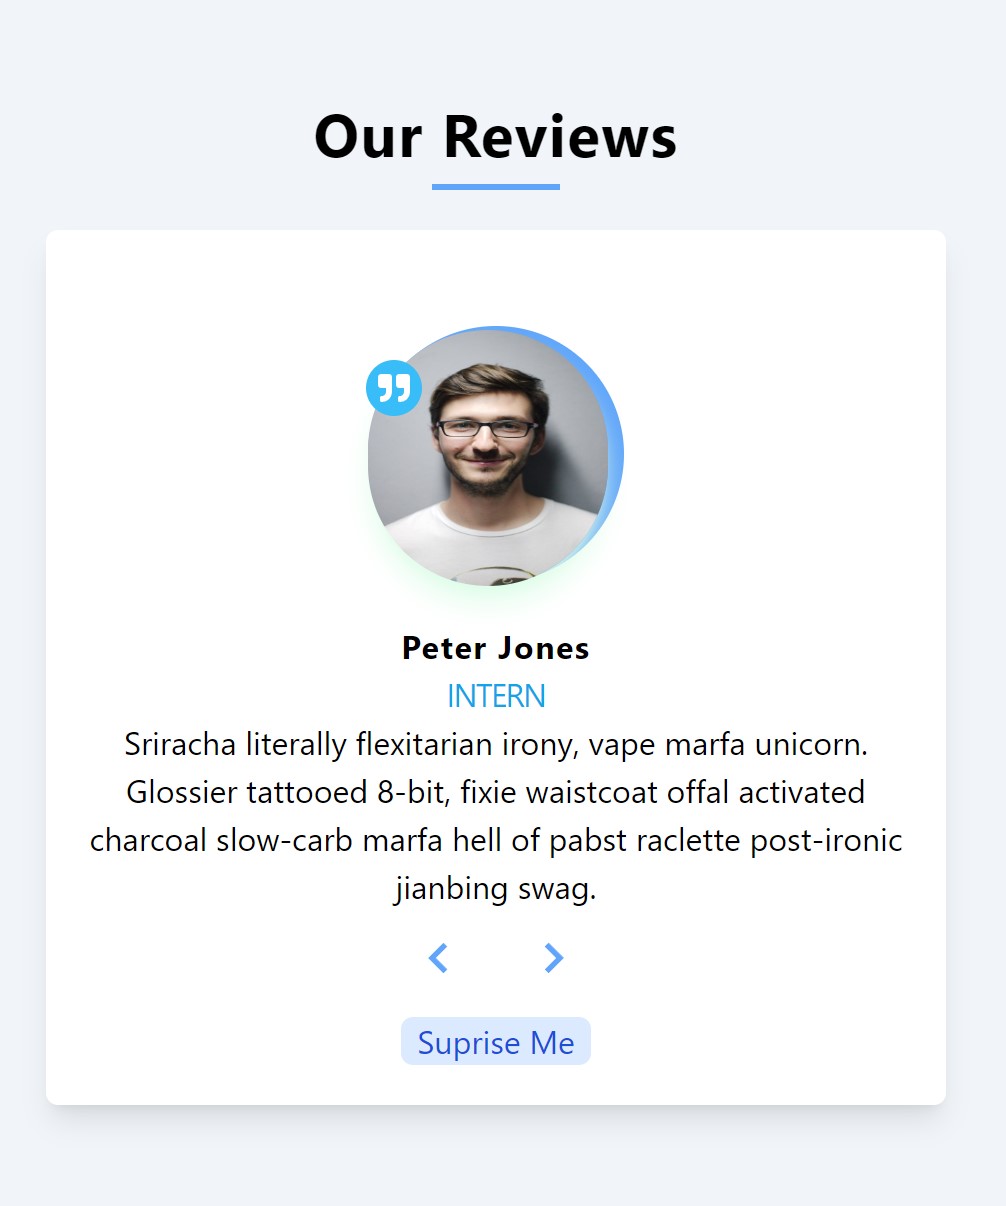 Our Reviews
Peter Jones
INTERN
Sriracha literally flexitarian irony, vape marfa unicorn.
Glossier tattooed 8-bit, fixie waistcoat offal activated
charcoal slow-carb marfa hell of pabst raclette post-ironic
jianbing swag.
Suprise Me